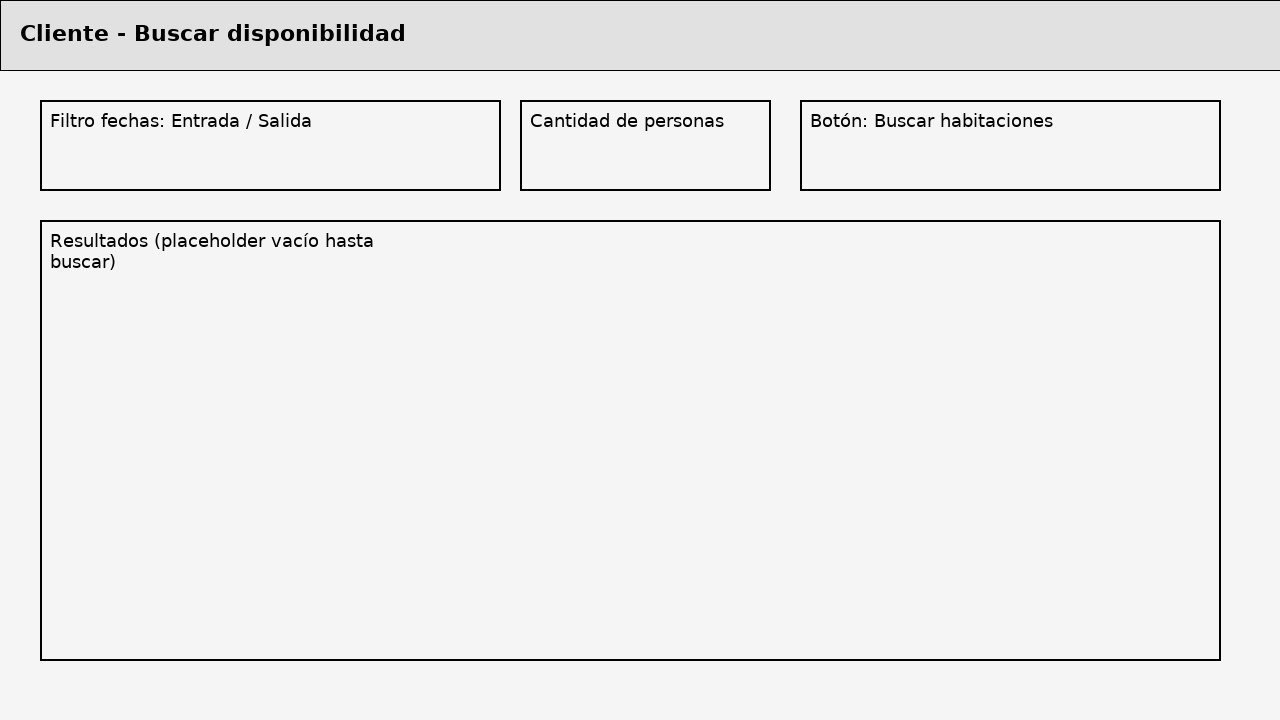 Cliente - Buscar disponibilidad
Filtro fechas: Entrada / Salida
Cantidad de personas
Botón: Buscar habitaciones
Resultados (placeholder vacío hasta
buscar)